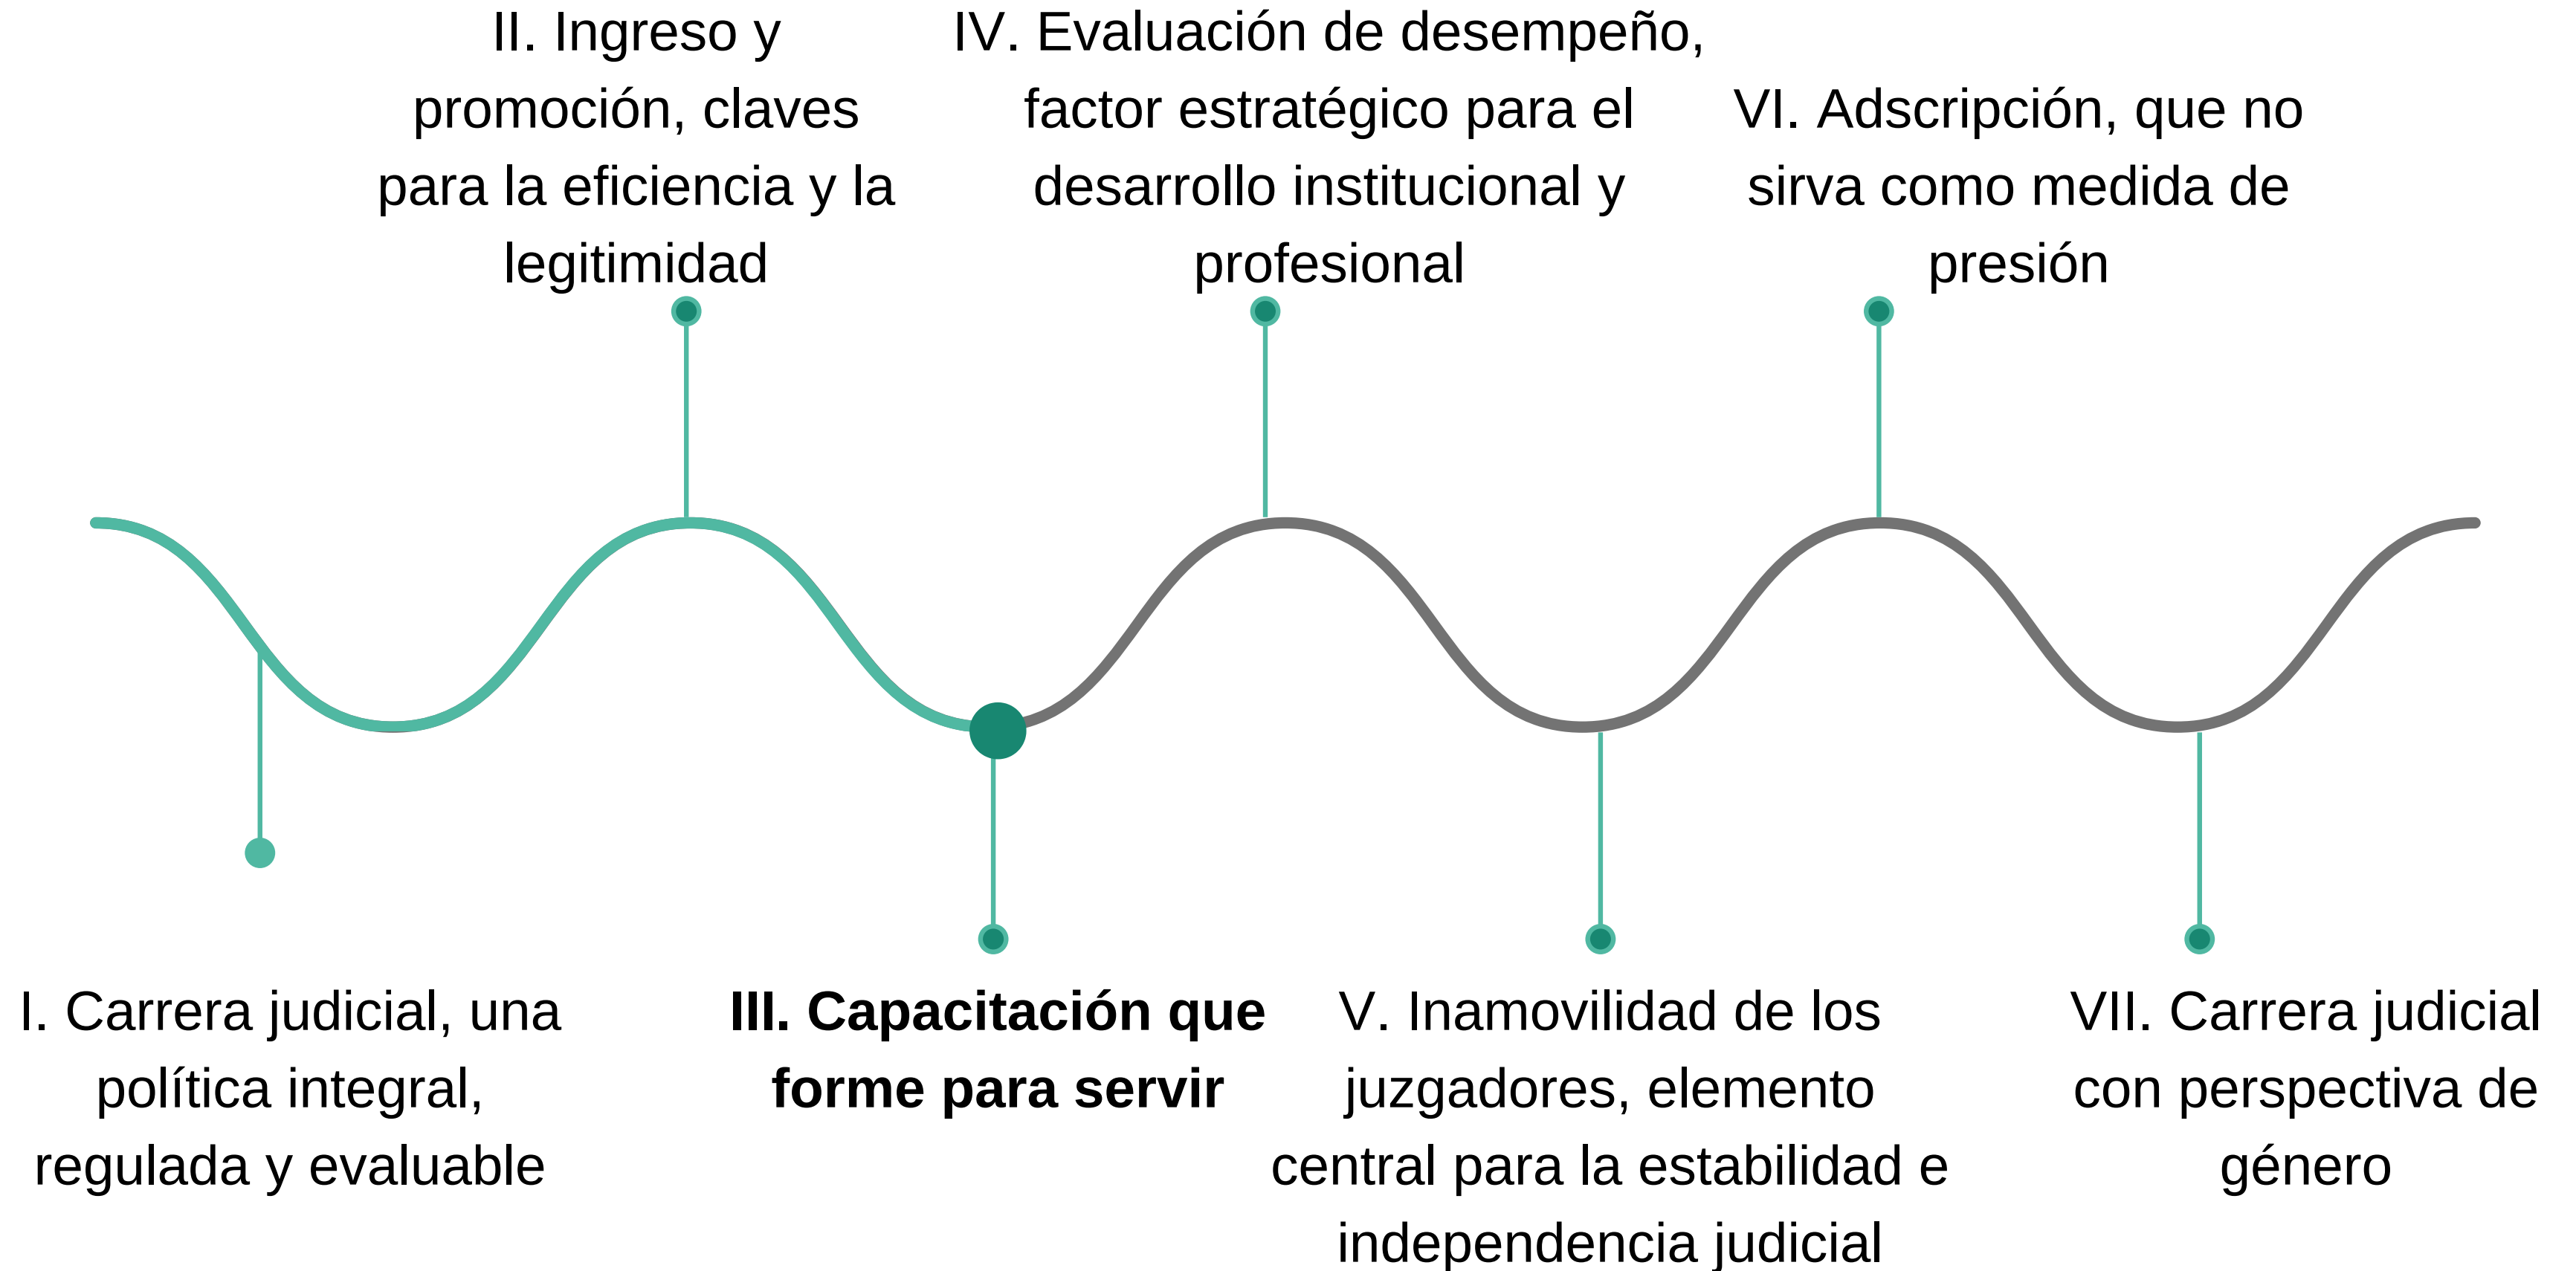 I. Carrera judicial, una
política integral,
regulada y evaluable
II. Ingreso y
promoción, claves
para la eficiencia y la
legitimidad
III. Capacitación que
forme para servir
IV. Evaluación de desempeño,
factor estratégico para el
desarrollo institucional y
profesional
V. Inamovilidad de los
juzgadores, elemento
central para la estabilidad e
independencia judicial
VI. Adscripción, que no
sirva como medida de
presión
VII. Carrera judicial
con perspectiva de
género